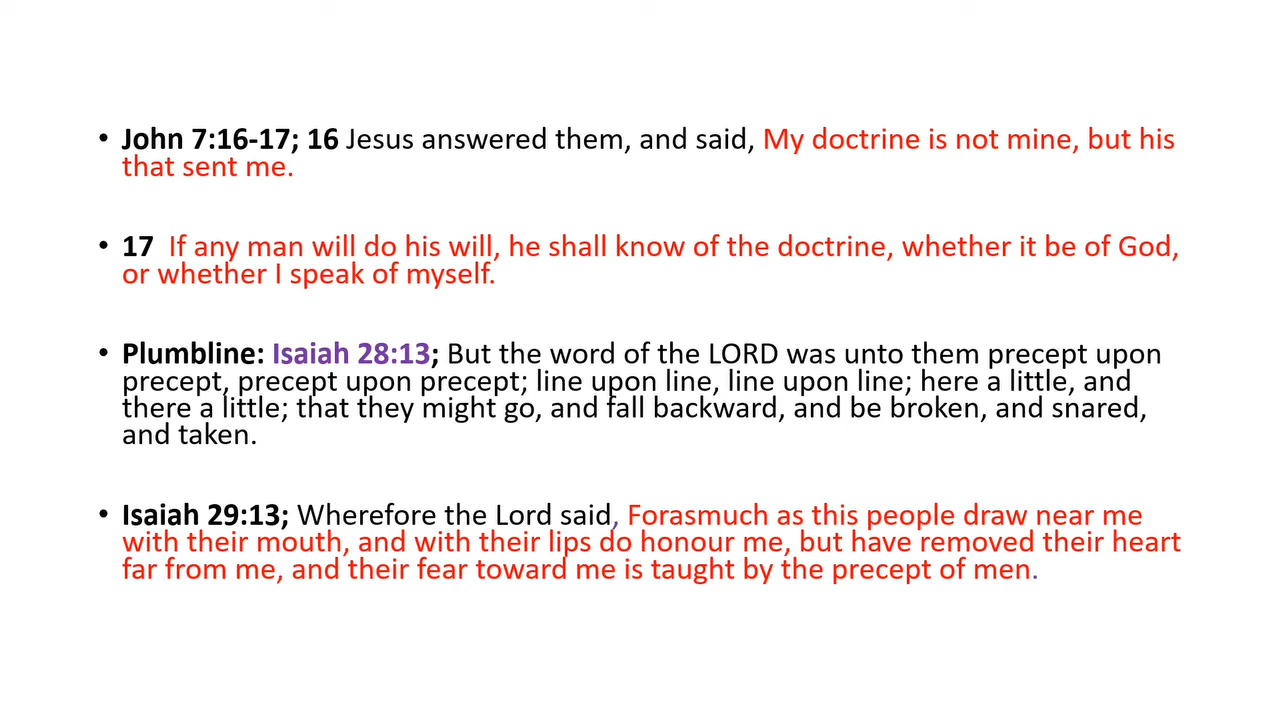 • John 7:16-17; 16 Jesus answered them, and said, My doctrine is not mine, but his
that sent me.
• 17 If any man will do his will, he shall know of the doctrine, whether it be of God,
or whether I speak of myself.
• Plumbline: Isaiah 28:13; But the word of the LORD was unto them precept upon
precept, precept upon precept; line upon line, line upon line; here a little, and
there a little; that they might go, and fall backward, and be broken, and snared,
and taken.
• Isaiah 29:13; Wherefore the Lord said, Forasmuch as this people draw near me
with their mouth, and with their lips do honour me, but have removed their heart
far from me, and their fear toward me is taught by the precept of men.